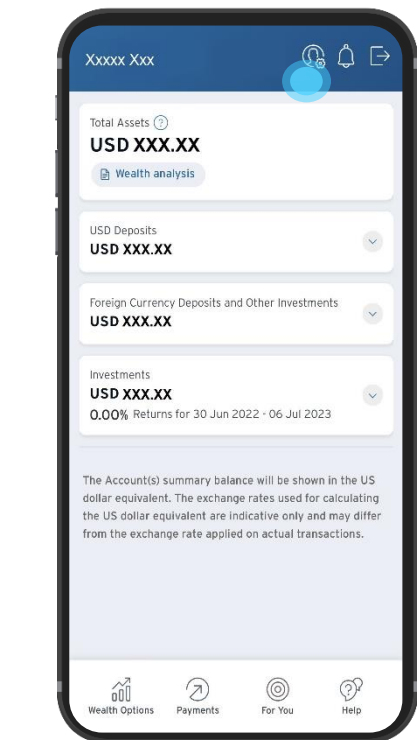 Xxxxx Xxx
Total Assets ?
USD XXX.XX
Wealth analysis
USD Deposits
USD XXX.XX
Foreign Currency Deposits and Other Investments
USD XXX.XX
Investments
USD XXX.XX
0.00% Returns for 30 Jun 2022 - 06 Jul 2023
The Account(s) summary balance will be shown in the US
dollar equivalent. The exchange rates used for calculating
the US dollar equivalent are indicative only and may differ
from the exchange rate applied on actual transactions.
Wealth Options Payments For You Help